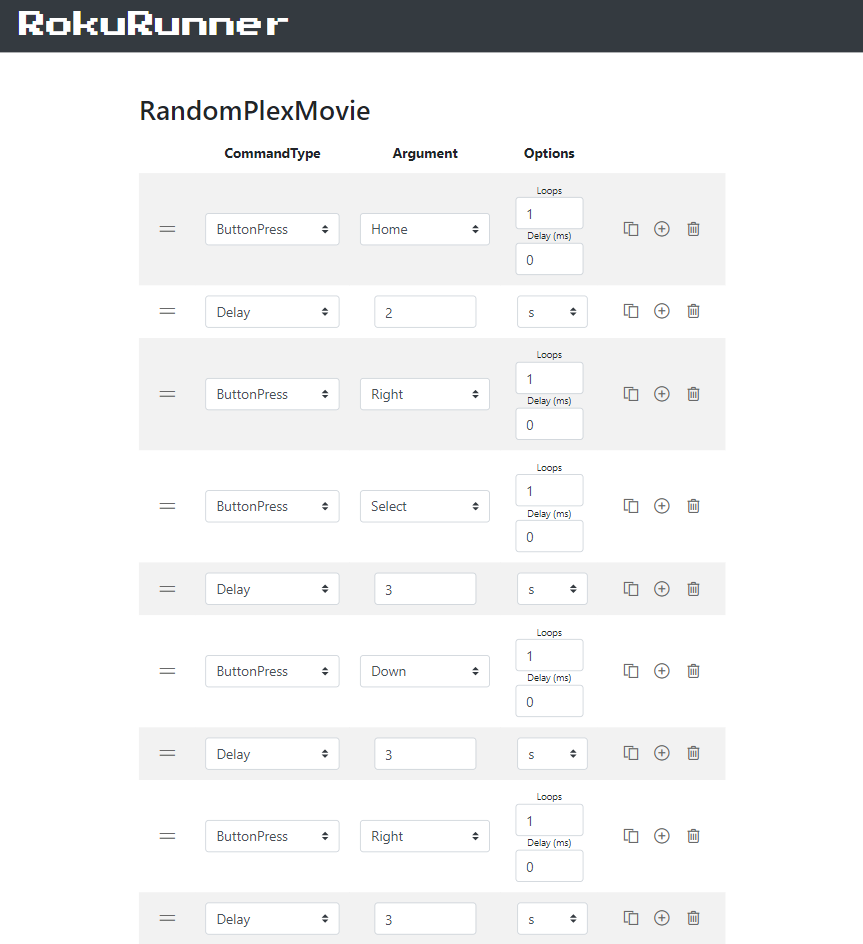 RokuRunner
RandomPlexMovie
CommandType Argument Options
Loops
ButtonPress Home 1
Delay (ms)
0
Delay 2 s
Loops
ButtonPress Right 1
Delay (ms)
0
Loops
ButtonPress Select 1
Delay (ms)
0
Delay 3 s
Loops
ButtonPress Down 1
Delay (ms)
0
Delay 3 s
Loops
ButtonPress Right 1
Delay (ms)
0
Delay 3 s